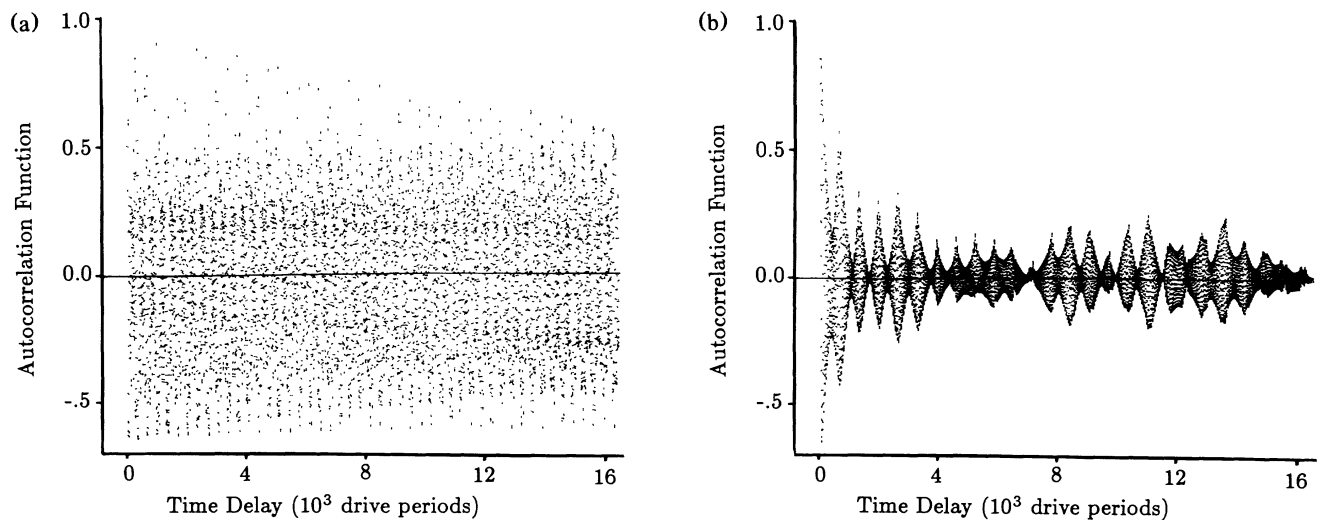 (a)
1.0
0.5
0.0
-.5
Autocorrelation Function
0 4 8 12 16
Time Delay (10³ drive periods)
(b)
1.0
0.5
0.0
-.5
Autocorrelation Function
0 4 8 12 16
Time Delay (10³ drive periods)